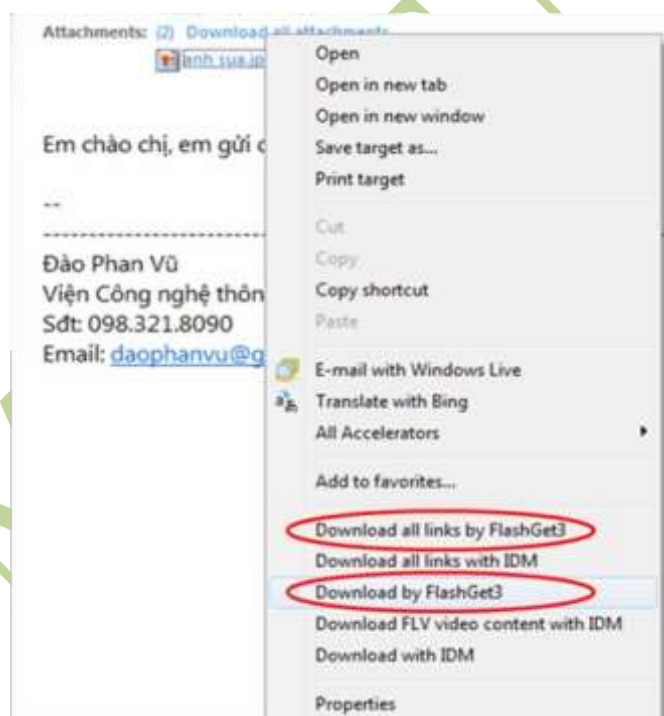 Attachments: (2) Download all attachments
anh sua.jp
Em chào chị, em gửi
--
Đào Phan Vũ
Viện Công nghệ thôn
Sđt: 098.321.8090
Email: daophanvu@g
Open
Open in new tab
Open in new window
Save target as...
Print target
Cut
Copy
Copy shortcut
Paste
E-mail with Windows Live
Translate with Bing
All Accelerators
Add to favorites...
Download all links by FlashGet3
Download all links with IDM
Download by FlashGet3
Download FLV video content with IDM
Download with IDM
Properties